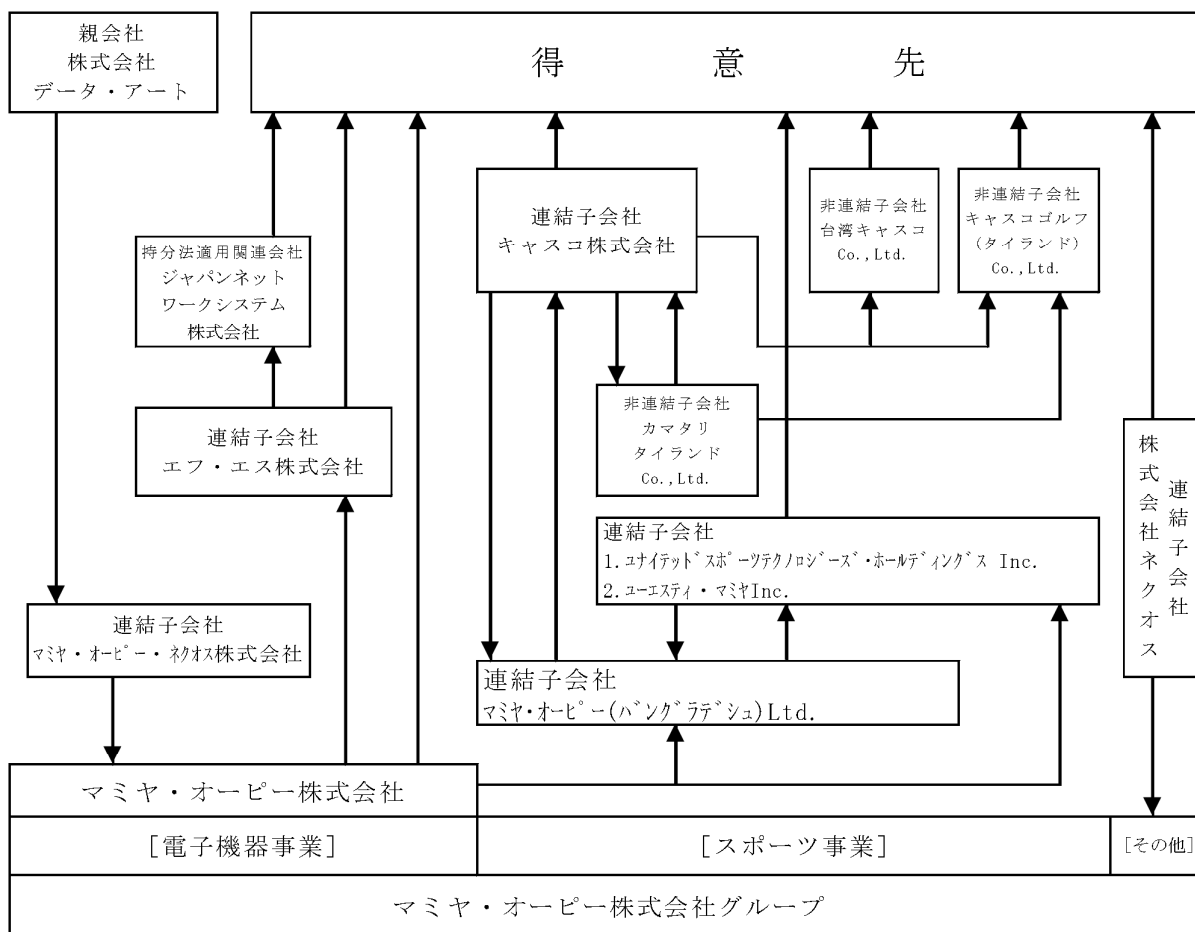 親会社
株式会社
データ・アート
得意先
連結子会社
キャスコ株式会社
非連結子会社
台湾キャスコ
Co.,Ltd.
非連結子会社
キャスコゴルフ
(タイランド)
Co.,Ltd.
持分法適用関連会社
ジャパンネット
ワークシステム
株式会社
非連結子会社
カマタリ
タイランド
Co.,Ltd.
連結子会社
エフ・エス株式会社
連結子会社
株式会社ネクオス
連結子会社
1.ﾕﾅｲﾃｯﾄﾞｽﾎﾟｰﾂﾃｸﾉﾛｼﾞｰｽﾞ･ﾎｰﾙﾃﾞｨﾝｸﾞｽ Inc.
2.ﾕｰｴｽﾃｨ・ﾏﾐﾔInc.
連結子会社
ﾏﾐﾔ・ｵｰﾋﾟｰ・ﾈｸｵｽ株式会社
連結子会社
ﾏﾐﾔ･ｵｰﾋﾟｰ(ﾊﾞﾝｸﾞﾗﾃﾞｼｭ)Ltd.
マミヤ・オーピー株式会社
[電子機器事業]
[スポーツ事業]
[その他]
マミヤ・オーピー株式会社グループ